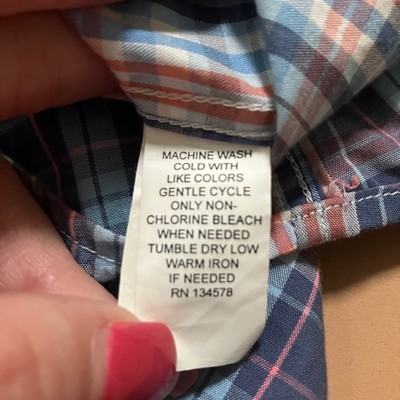 MACHINE WASH
COLD WITH
LIKE COLORS
GENTLE CYCLE
ONLY NON-
CHLORINE BLEACH
WHEN NEEDED
TUMBLE DRY LOW
WARM IRON
IF NEEDED
RN 134578